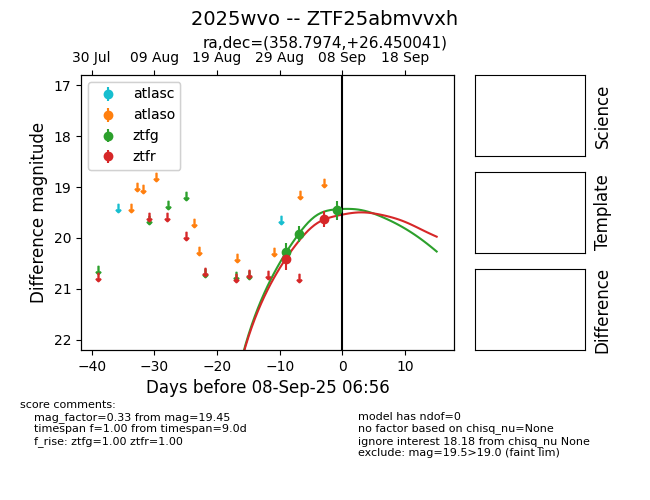 2025wvo -- ZTF25abmvvxh
ra,dec=(358.7974,+26.450041)
30 Jul 09 Aug 19 Aug 29 Aug 08 Sep 18 Sep
17
18
19
20
21
22
Difference magnitude
atlasc
atlaso
ztfg
ztfr
−40 −30 −20 −10 0 10
Days before 08-Sep-25 06:56
Science
Template
Difference
score comments:
mag_factor=0.33 from mag=19.45
timespan f=1.00 from timespan=9.0d
f_rise: ztfg=1.00 ztfr=1.00
model has ndof=0
no factor based on chisq_nu=None
ignore interest 18.18 from chisq_nu None
exclude: mag=19.5>19.0 (faint lim)